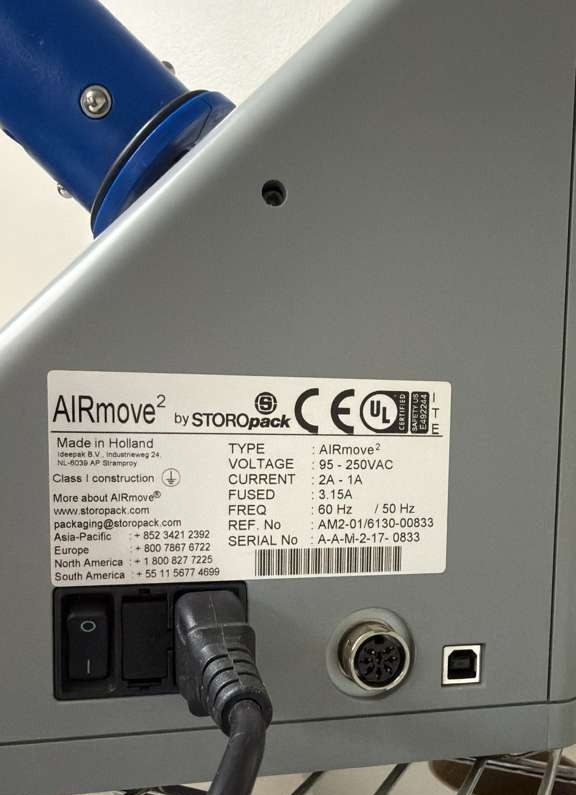 AIRmove² by STOROpack CE UL CERTIFIED SAFETY US E492244 ITE
Made in Holland
Ideepak B.V., Industrieweg 24,
NL-6039 AP Stramproy
Class I construction
More about AIRmove®
www.storopack.com
packaging@storopack.com
Asia-Pacific : + 852 3421 2392
Europe : + 800 7867 6722
North America : + 1 800 827 7225
South America : + 55 11 5677 4699
TYPE : AIRmove²
VOLTAGE : 95 - 250VAC
CURRENT : 2A - 1A
FUSED : 3.15A
FREQ : 60 Hz / 50 Hz
REF. No : AM2-01/6130-00833
SERIAL No : A-A-M-2-17- 0833